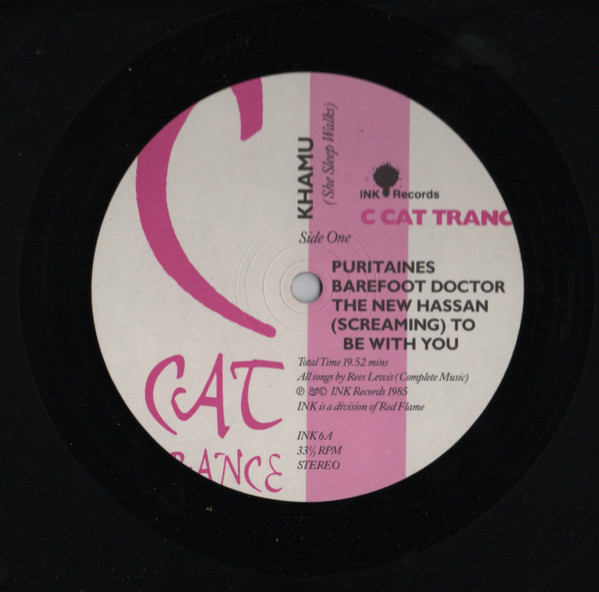 C
CAT
RANCE
KHAMU
(She Sleep Walks)
INK Records
C CAT TRANC
Side One
PURITAINES
BAREFOOT DOCTOR
THE NEW HASSAN
(SCREAMING) TO
BE WITH YOU
Total Time 19.52 mins
All songs by Rees Lewis (Complete Music)
℗ &© INK Records 1985
INK is a division of Red Flame
INK 6 A
33⅓ RPM
STEREO